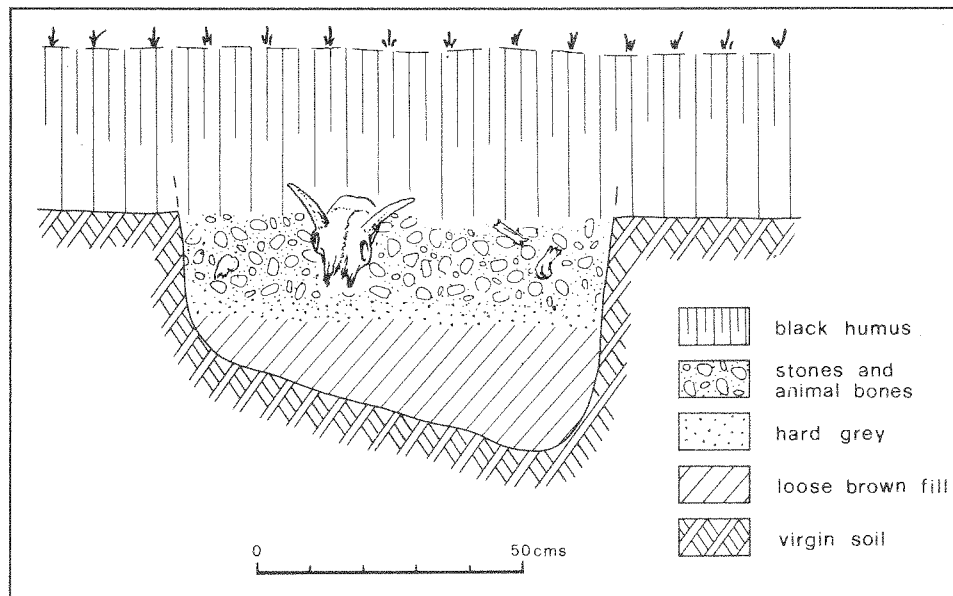 black humus
stones and
animal bones
hard grey
loose brown fill
virgin soil
0 50cms